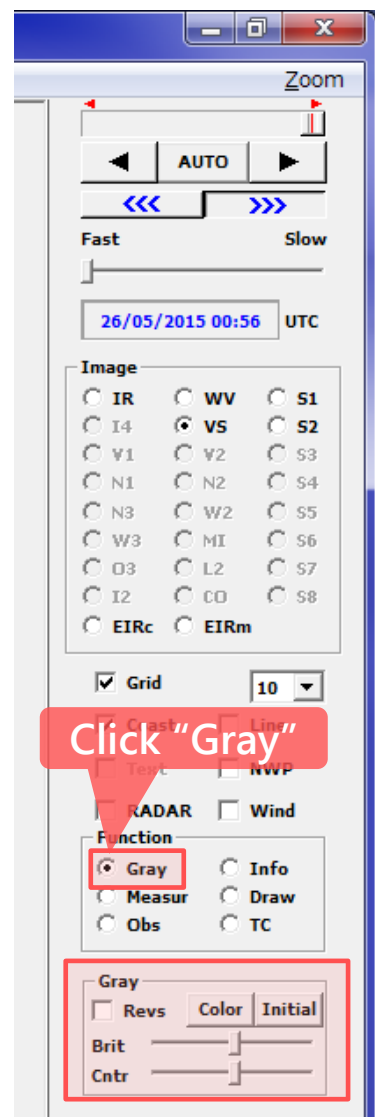 Zoom
AUTO
<<< >>>
Fast Slow
26/05/2015 00:56 UTC
Image
IR WV S1
I4 VS S2
V1 V2 S3
N1 N2 S4
N3 W2 S5
W3 MI S6
O3 L2 S7
I2 CO S8
EIRc EIRm
Grid 10
Coast Line
Click “Gray”
Text NWP
RADAR Wind
Function
Gray Info
Measur Draw
Obs TC
Gray
Revs Color Initial
Brit
Cntr